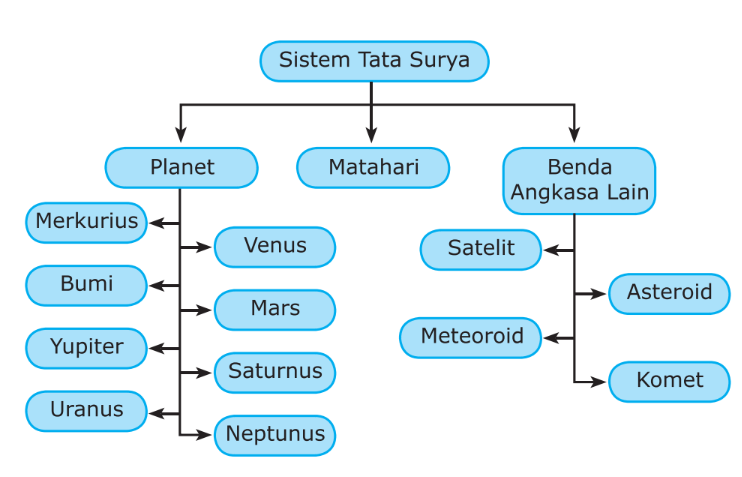 Sistem Tata Surya
Planet
Matahari
Benda
Angkasa Lain
Merkurius
Venus
Bumi
Mars
Yupiter
Saturnus
Uranus
Neptunus
Satelit
Asteroid
Meteoroid
Komet